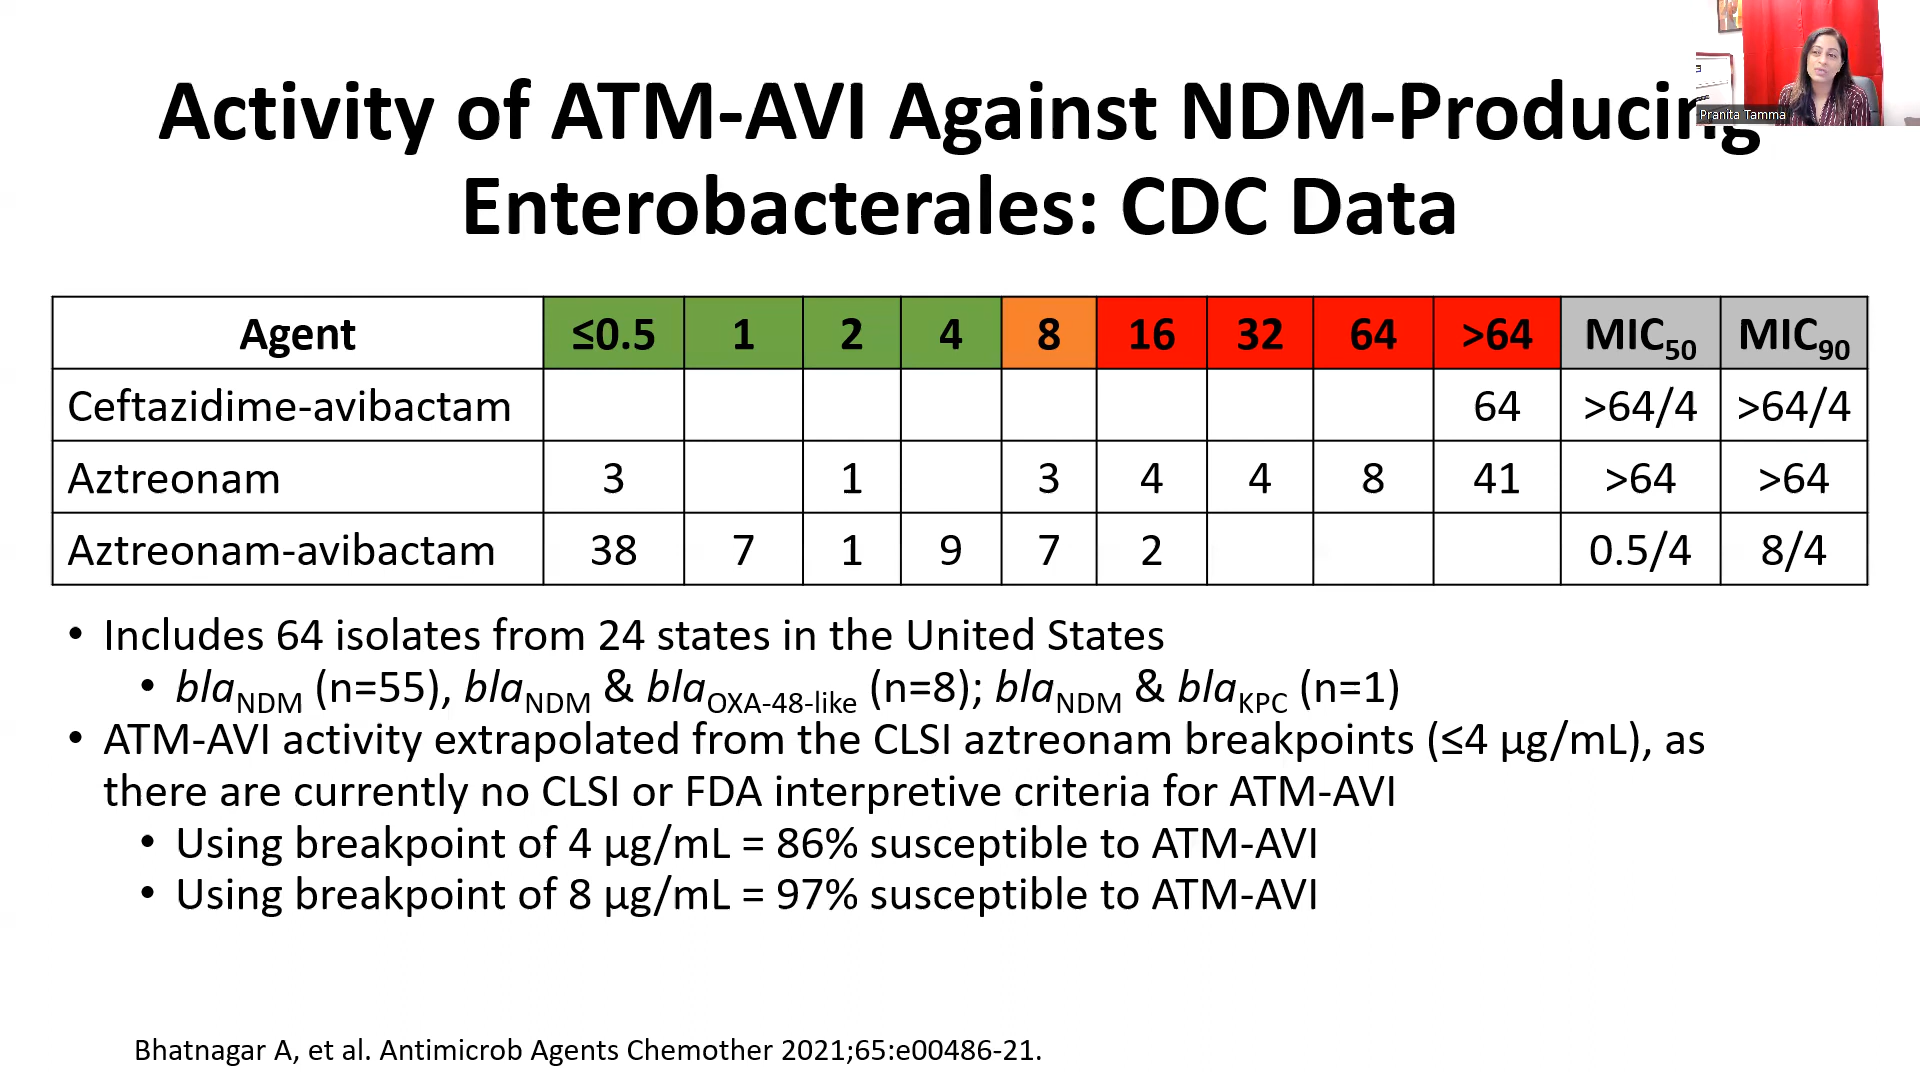 Pranita Tamma
Activity of ATM-AVI Against NDM-Producing
Enterobacterales: CDC Data
Agent ≤0.5 1 2 4 8 16 32 64 >64 MIC50 MIC90
Ceftazidime-avibactam 64 >64/4 >64/4
Aztreonam 3 1 3 4 4 8 41 >64 >64
Aztreonam-avibactam 38 7 1 9 7 2 0.5/4 8/4
• Includes 64 isolates from 24 states in the United States
• blaNDM (n=55), blaNDM & blaOXA-48-like (n=8); blaNDM & blaKPC (n=1)
• ATM-AVI activity extrapolated from the CLSI aztreonam breakpoints (≤4 µg/mL), as
there are currently no CLSI or FDA interpretive criteria for ATM-AVI
• Using breakpoint of 4 µg/mL = 86% susceptible to ATM-AVI
• Using breakpoint of 8 µg/mL = 97% susceptible to ATM-AVI
Bhatnagar A, et al. Antimicrob Agents Chemother 2021;65:e00486-21.